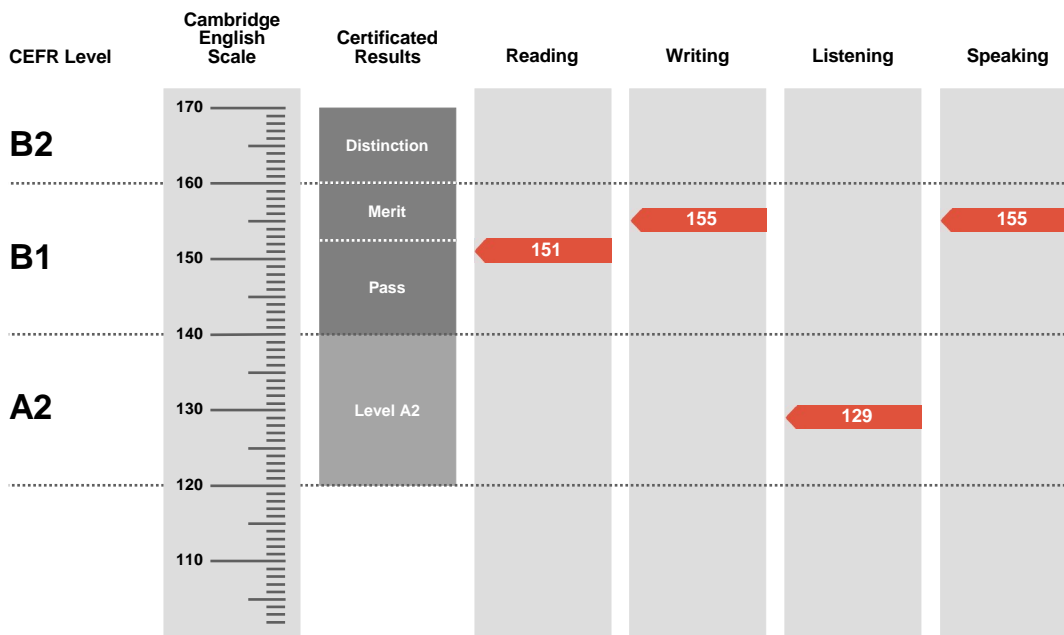 CEFR Level
Cambridge
English
Scale
Certificated
Results
Reading
Writing
Listening
Speaking
170
B2
Distinction
160
Merit
155
155
B1
150
151
Pass
140
A2
130
Level A2
129
120
110